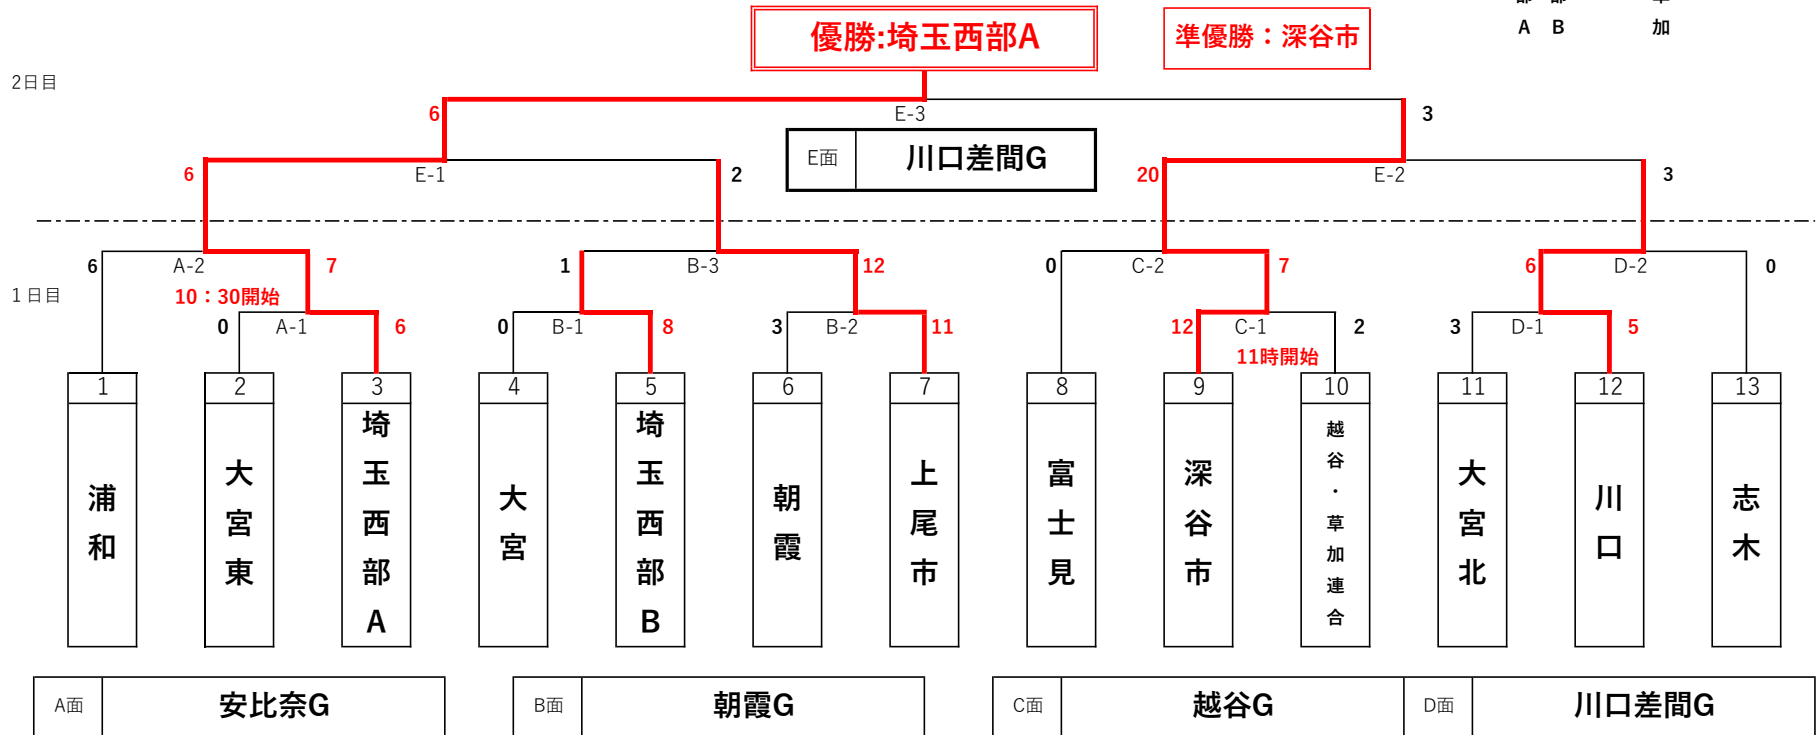 部 部 草
A B 加
優勝:埼玉西部A
準優勝：深谷市
2日目
6 E-3 3
E面 川口差間G
6 E-1 2
20 E-2 3
6 A-2 7
1 B-3 12
0 C-2 7
6 D-2 0
1日目
10：30開始
0 A-1 6
0 B-1 8
3 B-2 11
12 C-1 2
3 D-1 5
11時開始
1 2 3 4 5 6 7 8 9 10 11 12 13
浦和
大宮東
埼玉西部A
大宮
埼玉西部B
朝霞
上尾市
富士見
深谷市
越谷・草加連合
大宮北
川口
志木
A面 安比奈G
B面 朝霞G
C面 越谷G
D面 川口差間G